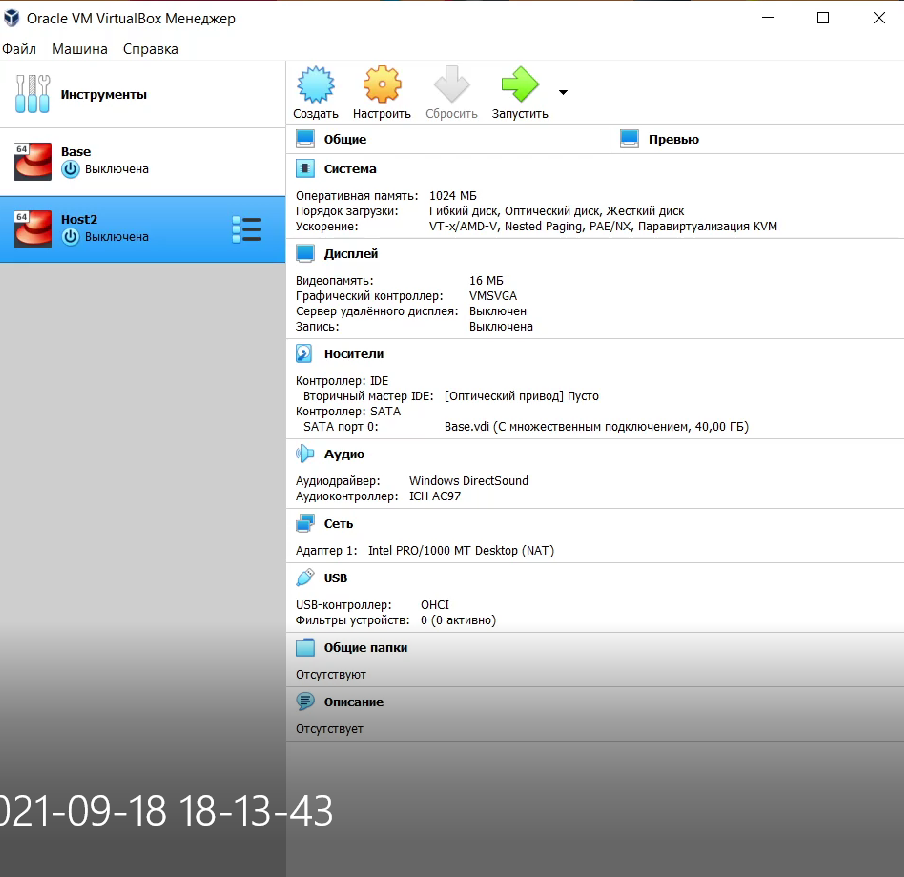 Oracle VM VirtualBox Менеджер
Файл Машина Справка
Инструменты
64
Base
Выключена
64
Host2
Выключена
Создать Настроить Сбросить Запустить
Общие
Превью
Система
Оперативная память: 1024 МБ
Порядок загрузки: Гибкий диск, Оптический диск, Жёсткий диск
Ускорение: VT-x/AMD-V, Nested Paging, PAE/NX, Паравиртуализация KVM
Дисплей
Видеопамять: 16 МБ
Графический контроллер: VMSVGA
Сервер удалённого дисплея: Выключен
Запись: Выключена
Носители
Контроллер: IDE
Вторичный мастер IDE: [Оптический привод] Пусто
Контроллер: SATA
SATA порт 0: Base.vdi (С множественным подключением, 40,00 ГБ)
Аудио
Аудиодрайвер: Windows DirectSound
Аудиоконтроллер: ICH AC97
Сеть
Адаптер 1: Intel PRO/1000 MT Desktop (NAT)
USB
USB-контроллер: OHCI
Фильтры устройств: 0 (0 активно)
Общие папки
Отсутствуют
Описание
Отсутствует
021-09-18 18-13-43